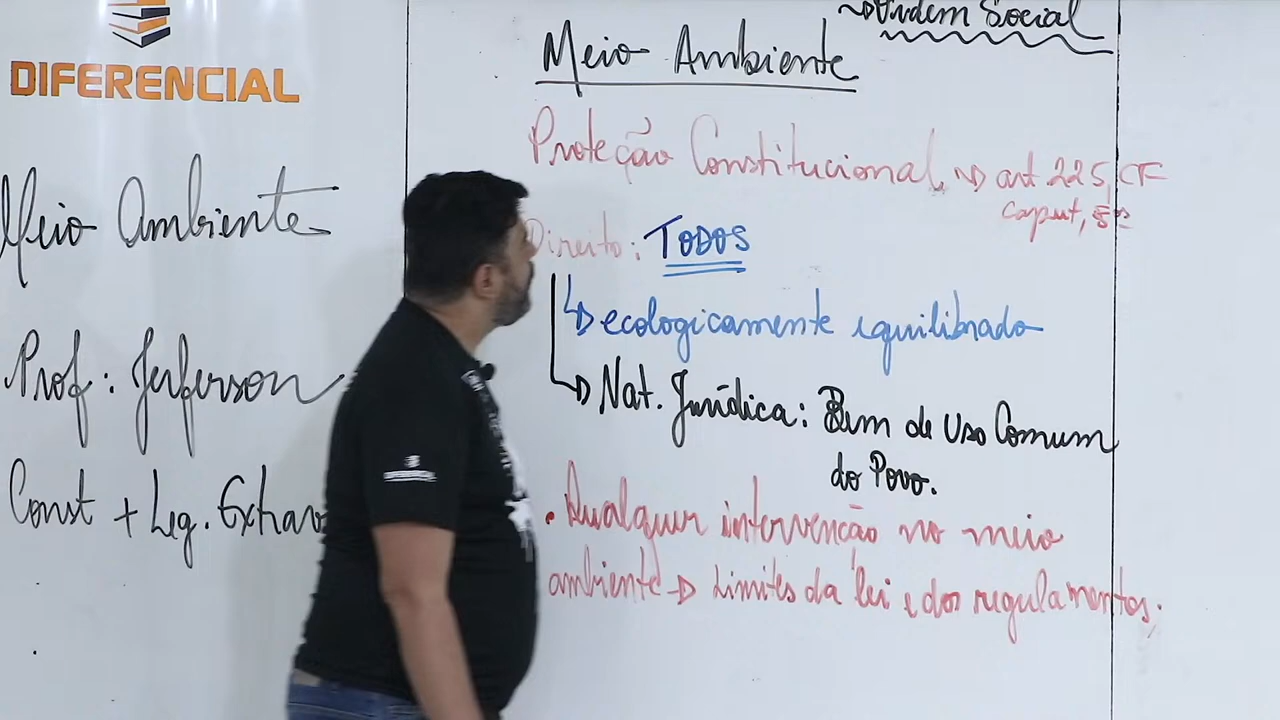 DIFERENCIAL
Meio Ambiente
Prof: Jerferson
Const + Leg. Extrav
Ordem Social
Meio Ambiente
Proteção Constitucional art 225, CF
caput, §s
Direito: TODOS
ecologicamente equilibrado
Nat. Jurídica: Bem de Uso Comum
do Povo.
. Qualquer intervenção no meio
ambiente → Limites da lei e dos regulamentos.
DIFERENCIAL